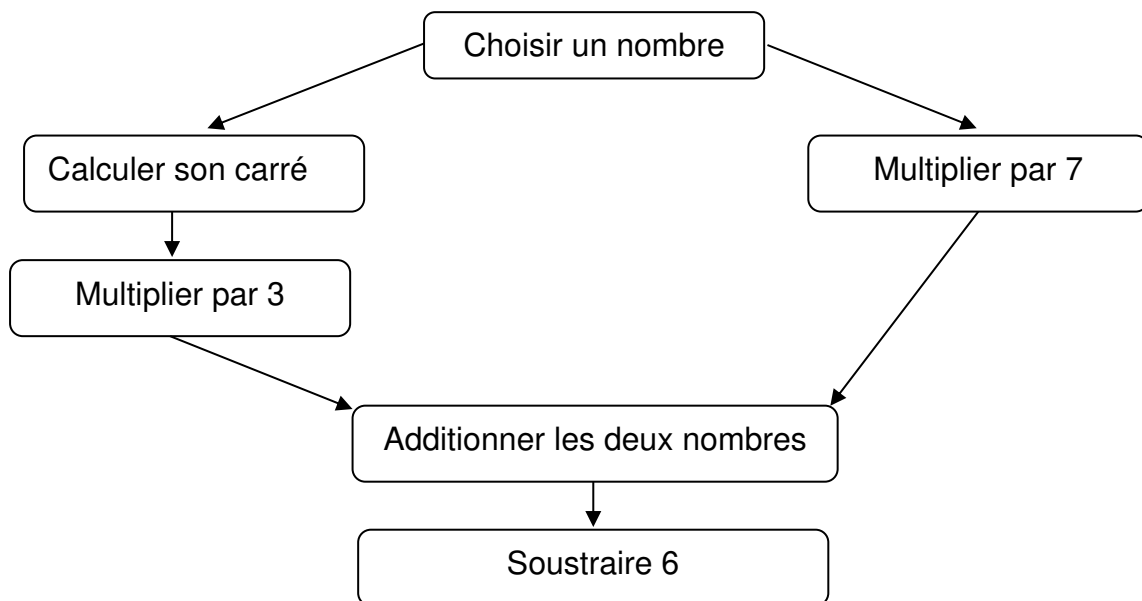 Choisir un nombre
Calculer son carré
Multiplier par 7
Multiplier par 3
Additionner les deux nombres
Soustraire 6